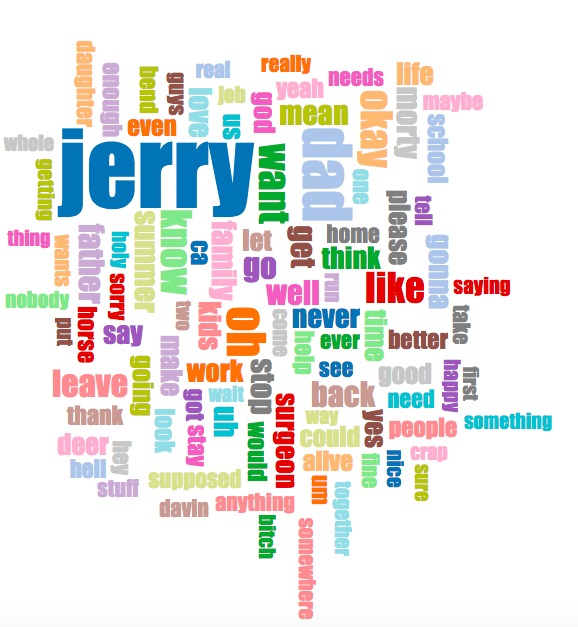 daughter
enough
bend
guys
real
really
love
job
yeah
needs
life
god
okay
morty
maybe
even
us
mean
school
whole
jerry
want
dad
one
getting
please
tell
thing
wants
father
holy
summer
know
ca
family
let
get
home
gonna
go
think
nobody
sorry
well
rm
like
saying
put
horse
say
two
kids
oh
come
never
time
take
help
ever
better
leave
going
make
work
stop
see
good
happy
first
thank
look
got
wait
back
need
stay
uh
surgeon
way
yes
people
something
deer
hey
would
could
crap
hell
alive
fine
nice
sure
stuff
supposed
um
together
davin
anything
bitch
somewhere